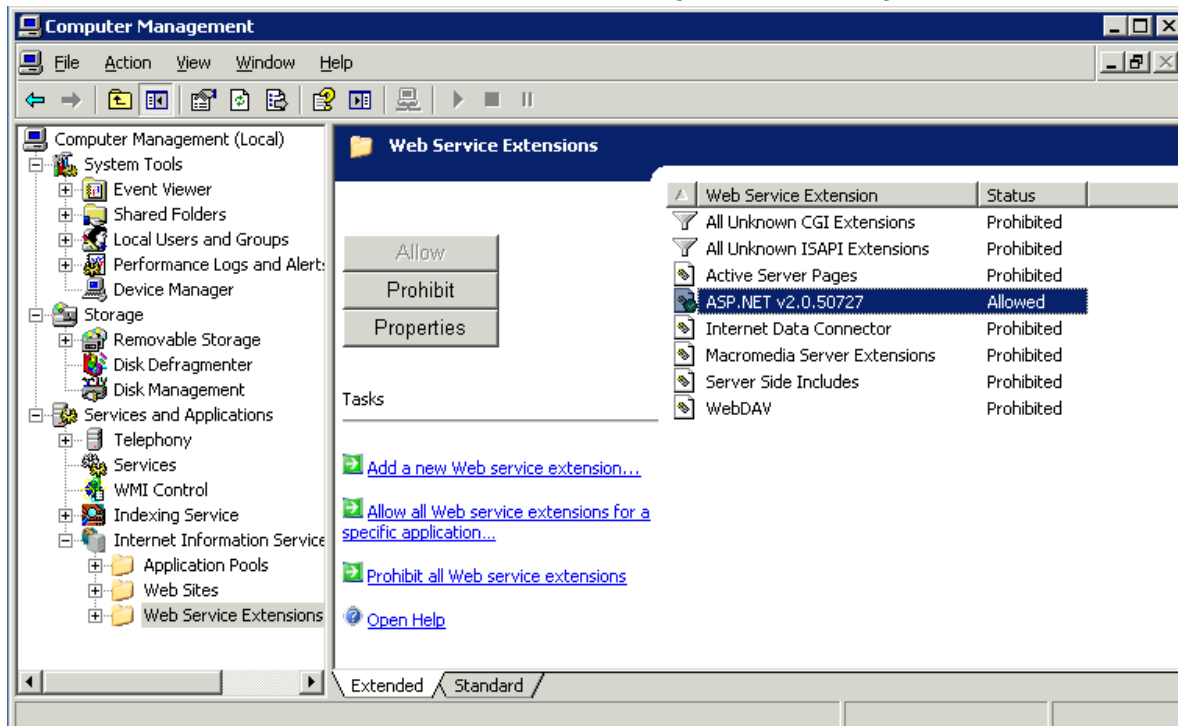 Computer Management
File Action View Window Help
Computer Management (Local)
System Tools
Event Viewer
Shared Folders
Local Users and Groups
Performance Logs and Alert
Device Manager
Storage
Removable Storage
Disk Defragmenter
Disk Management
Services and Applications
Telephony
Services
WMI Control
Indexing Service
Internet Information Service
Application Pools
Web Sites
Web Service Extensions
Web Service Extensions
Allow
Prohibit
Properties
Tasks
Add a new Web service extension...
Allow all Web service extensions for a
specific application...
Prohibit all Web service extensions
Open Help
Web Service Extension Status
All Unknown CGI Extensions Prohibited
All Unknown ISAPI Extensions Prohibited
Active Server Pages Prohibited
ASP.NET v2.0.50727 Allowed
Internet Data Connector Prohibited
Macromedia Server Extensions Prohibited
Server Side Includes Prohibited
WebDAV Prohibited
Extended Standard